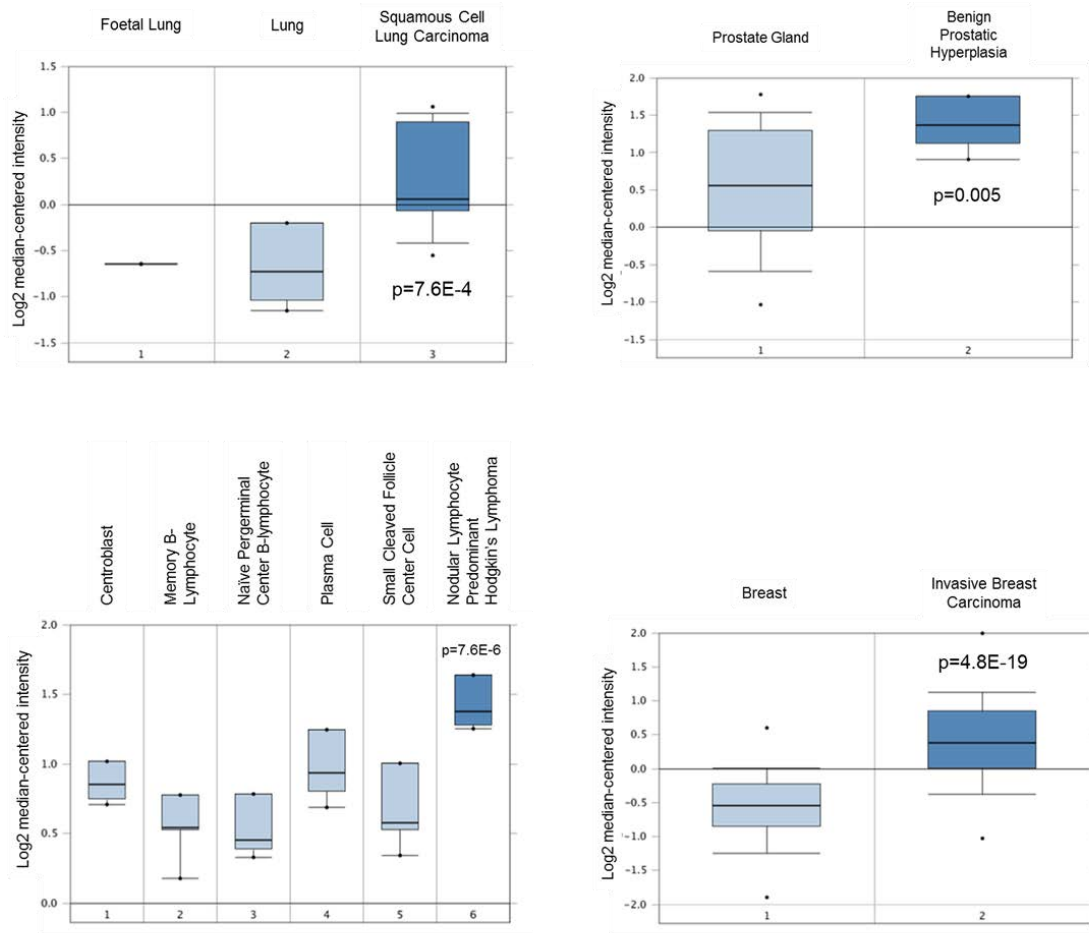 Foetal Lung
Lung
Squamous Cell
Lung Carcinoma
Log2 median-centered intensity
1.5
1.0
0.5
0.0
−0.5
−1.0
−1.5
p=7.6E-4
1
2
3
Prostate Gland
Benign
Prostatic
Hyperplasia
Log2 median-centered intensity
2.0
1.5
1.0
0.5
0.0
−0.5
−1.0
−1.5
p=0.005
1
2
Centroblast
Memory B-
Lymphocyte
Naïve Pergerminal
Center B-lymphocyte
Plasma Cell
Small Cleaved Follicle
Center Cell
Nodular Lymphocyte
Predominant
Hodgkin's Lymphoma
Log2 median-centered intensity
2.0
1.5
1.0
0.5
0.0
p=7.6E-6
1
2
3
4
5
6
Breast
Invasive Breast
Carcinoma
Log2 median-centered intensity
2.0
1.5
1.0
0.5
0.0
−0.5
−1.0
−1.5
−2.0
p=4.8E-19
1
2